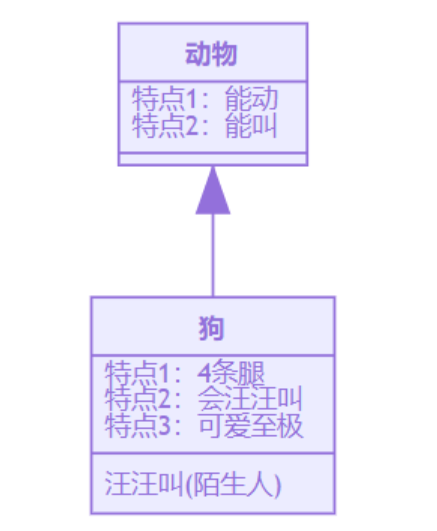 动物
特点1：能动
特点2：能叫
狗
特点1：4条腿
特点2：会汪汪叫
特点3：可爱至极
汪汪叫(陌生人)